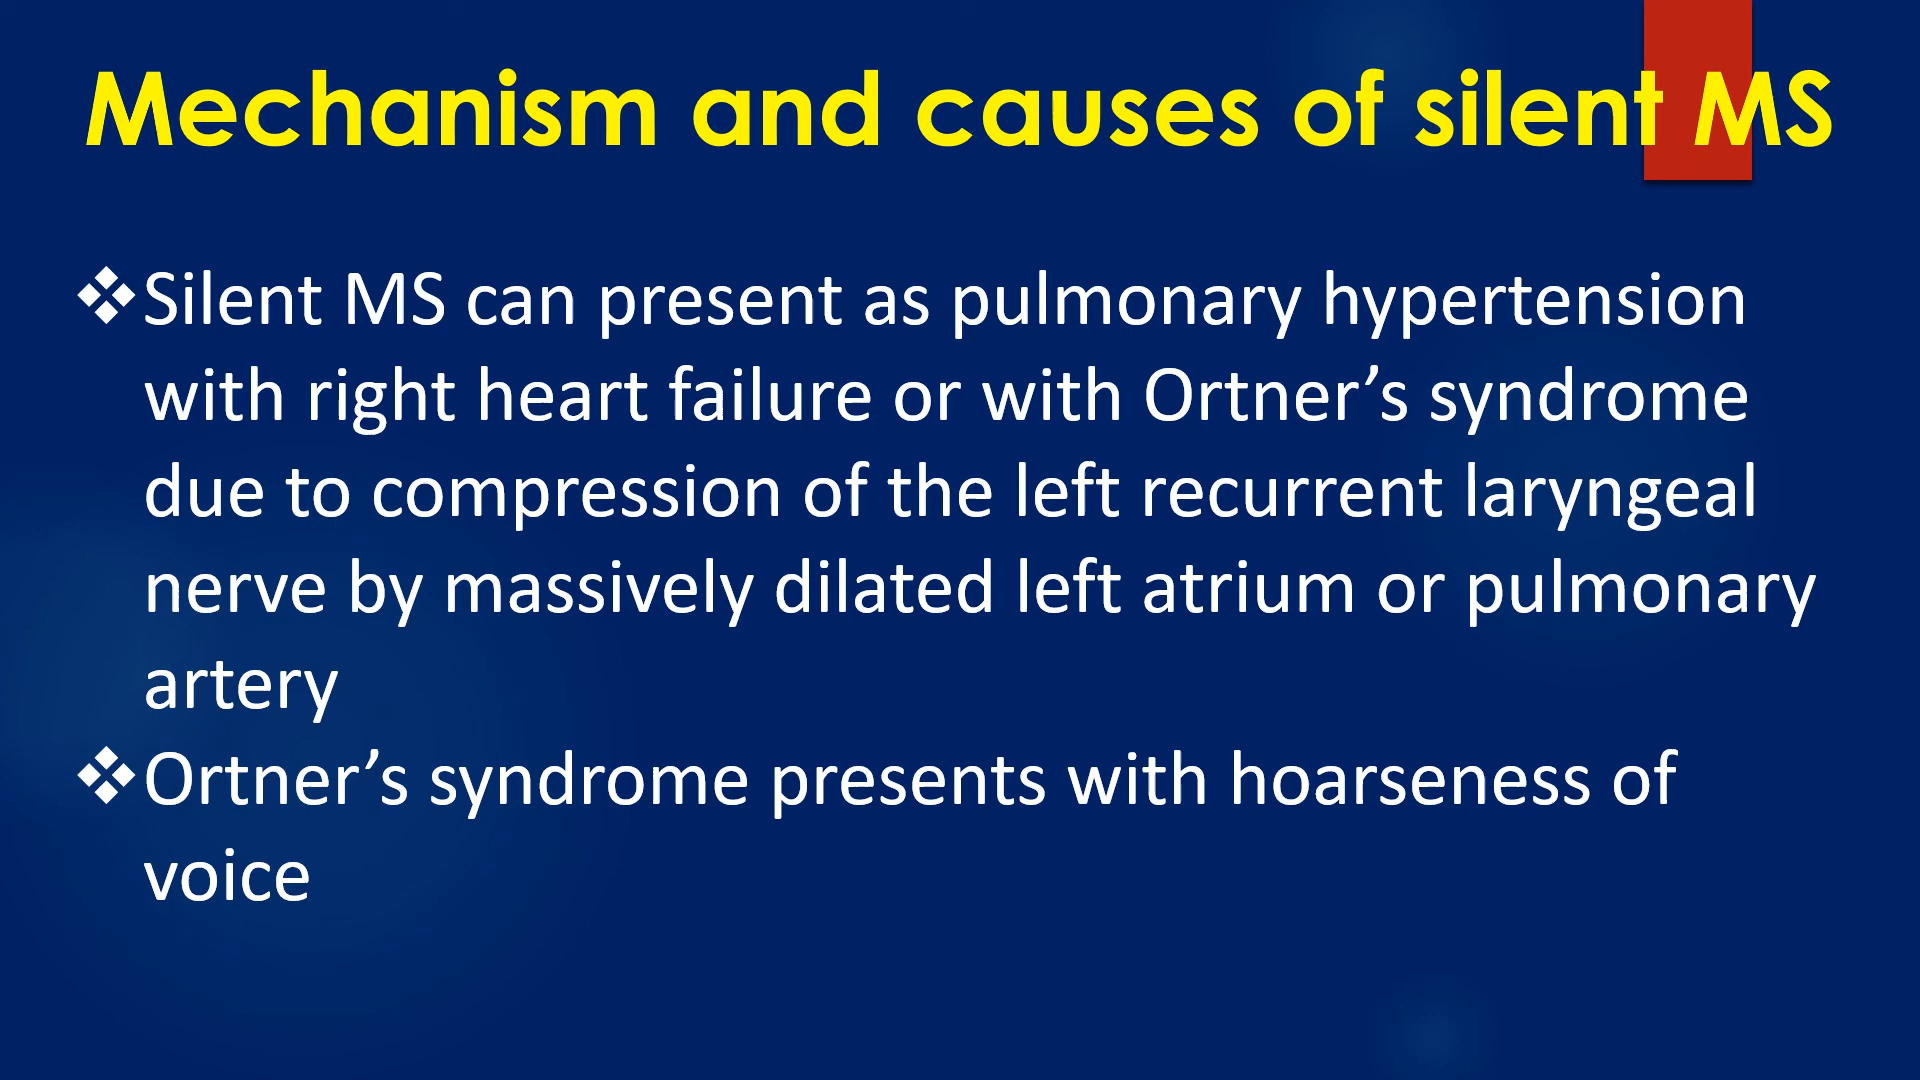 Mechanism and causes of silent MS
❖Silent MS can present as pulmonary hypertension
with right heart failure or with Ortner’s syndrome
due to compression of the left recurrent laryngeal
nerve by massively dilated left atrium or pulmonary
artery
❖Ortner’s syndrome presents with hoarseness of
voice